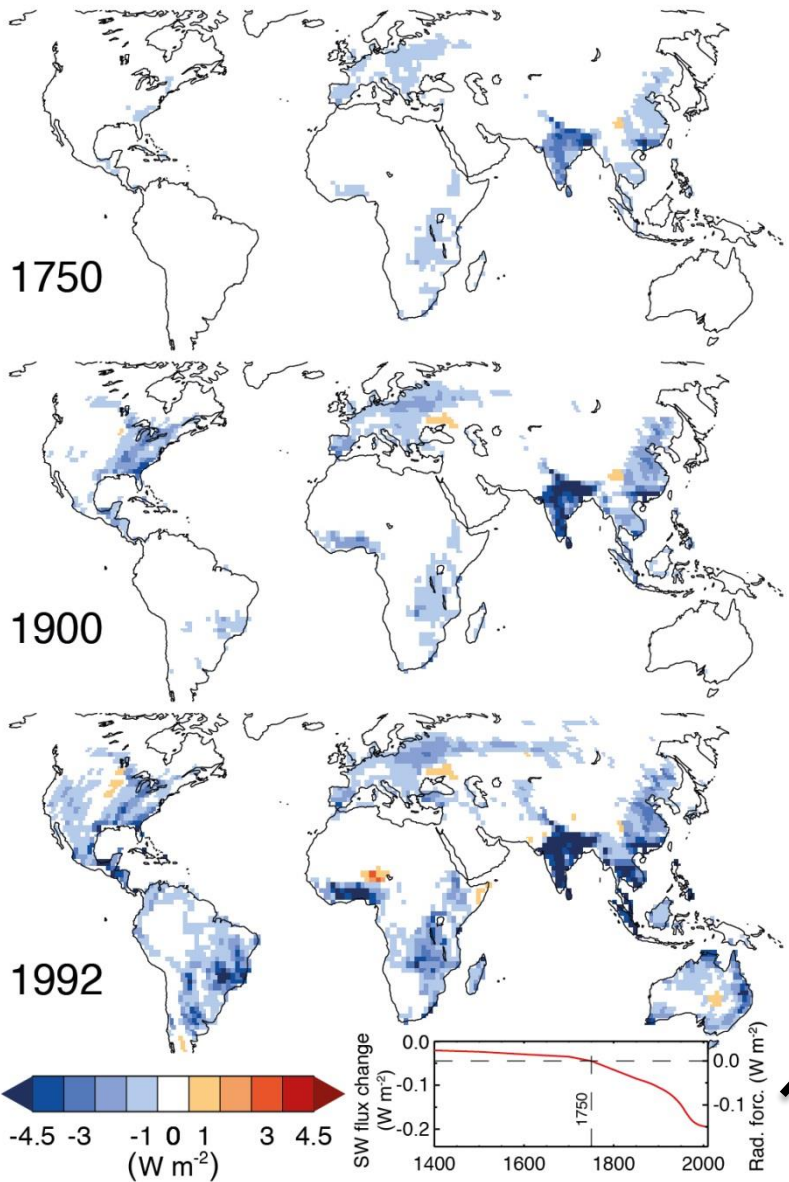 1750
1900
1992
-4.5 -3 -1 0 1 3 4.5
(W m⁻²)
SW flux change
(W m⁻²)
0.0
-0.1
-0.2
1750
1400 1600 1800 2000
0.0
-0.1
Rad. forc. (W m⁻²)